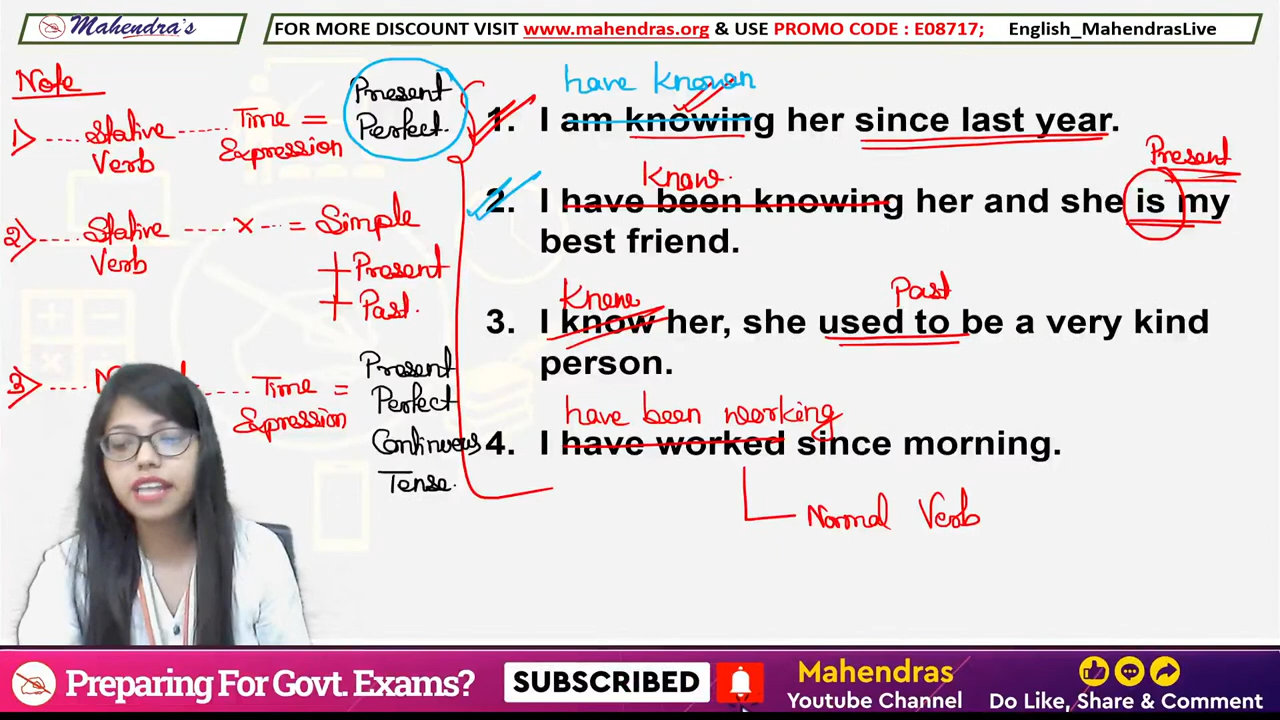 Mahendra's
FOR MORE DISCOUNT VISIT www.mahendras.org & USE PROMO CODE : E08717;
English_MahendrasLive
Note
1) .... Stative Verb ...... Time Expression = Present Perfect.
2) .... Stative Verb .... x .. = Simple
Present
Past.
3) .... ...... Time Expression = Present Perfect Continuous Tense.
have known
1. I am knowing her since last year.
Present
Know.
2. I have been knowing her and she is my
best friend.
Knew
Past
3. I know her, she used to be a very kind
person.
have been working
4. I have worked since morning.
Normal Verb
Preparing For Govt. Exams?
SUBSCRIBED
Mahendras
Youtube Channel
Do Like, Share & Comment